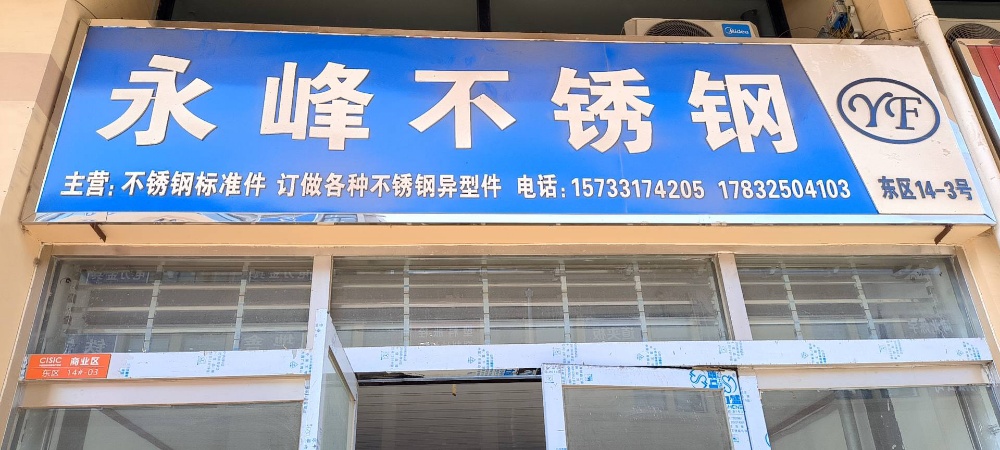 Midea
永峰不锈钢
YF
主营:不锈钢标准件 订做各种不锈钢异型件 电话:15733174205 17832504103
东区14-3号
CISIC 商业区
东区 14#-03